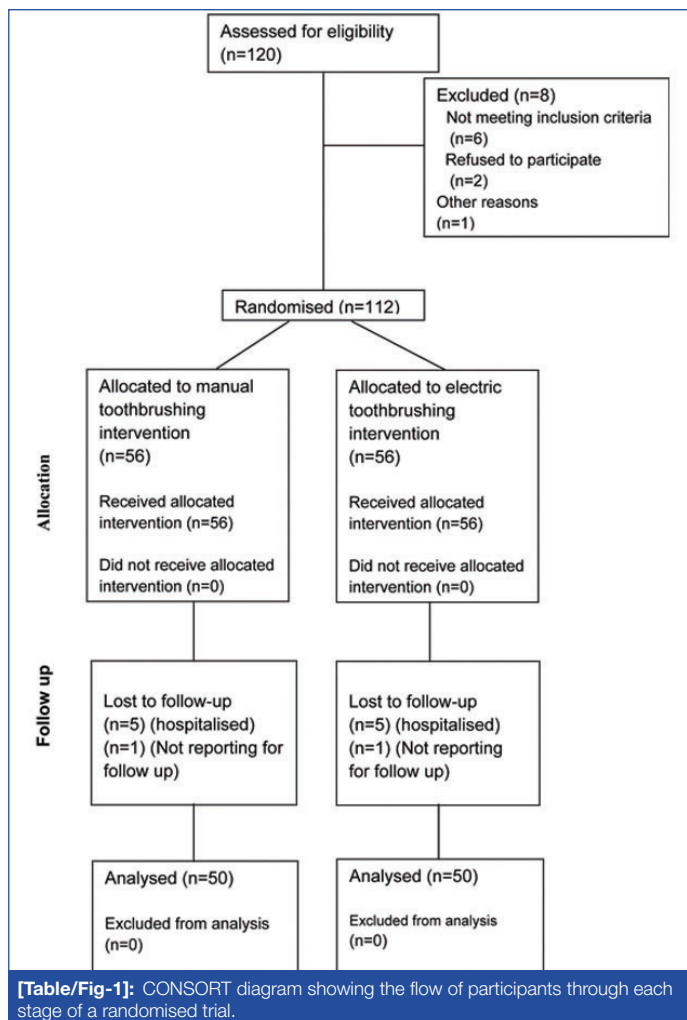 Assessed for eligibility
(n=120)
Excluded (n=8)
Not meeting inclusion criteria
(n=6)
Refused to participate
(n=2)
Other reasons
(n=1)
Randomised (n=112)
Allocation
Allocated to manual
toothbrushing
intervention
(n=56)
Received allocated
intervention (n=56)
Did not receive allocated
intervention (n=0)
Allocated to electric
toothbrushing
intervention
(n=56)
Received allocated
intervention (n=56)
Did not receive allocated
intervention (n=0)
Follow up
Lost to follow-up
(n=5) (hospitalised)
(n=1) (Not reporting for
follow up)
Lost to follow-up
(n=5) (hospitalised)
(n=1) (Not reporting
for follow up)
Analysed (n=50)
Excluded from analysis
(n=0)
Analysed (n=50)
Excluded from analysis
(n=0)
[Table/Fig-1]: CONSORT diagram showing the flow of participants through each
stage of a randomised trial.